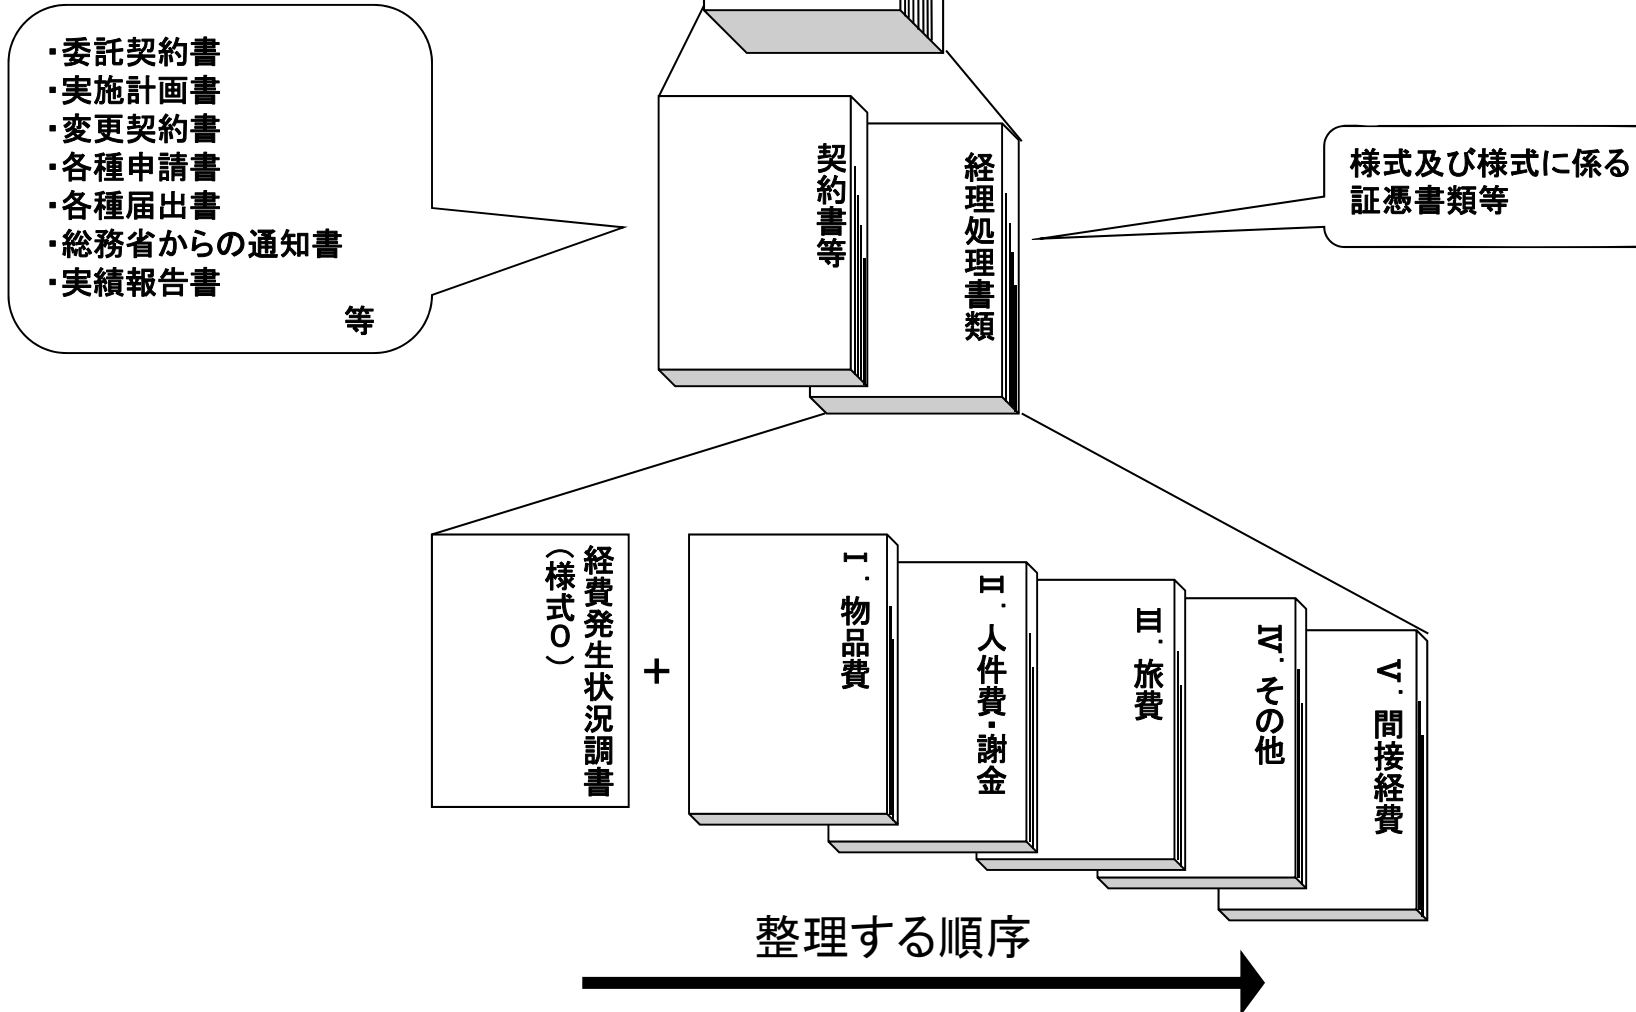 ・委託契約書
・実施計画書
・変更契約書
・各種申請書
・各種届出書
・総務省からの通知書
・実績報告書
等
契約書等
経理処理書類
様式及び様式に係る
証憑書類等
経費発生状況調書
（様式０）
＋
Ⅰ．物品費
Ⅱ．人件費・謝金
Ⅲ．旅費
Ⅳ．その他
Ⅴ．間接経費
整理する順序